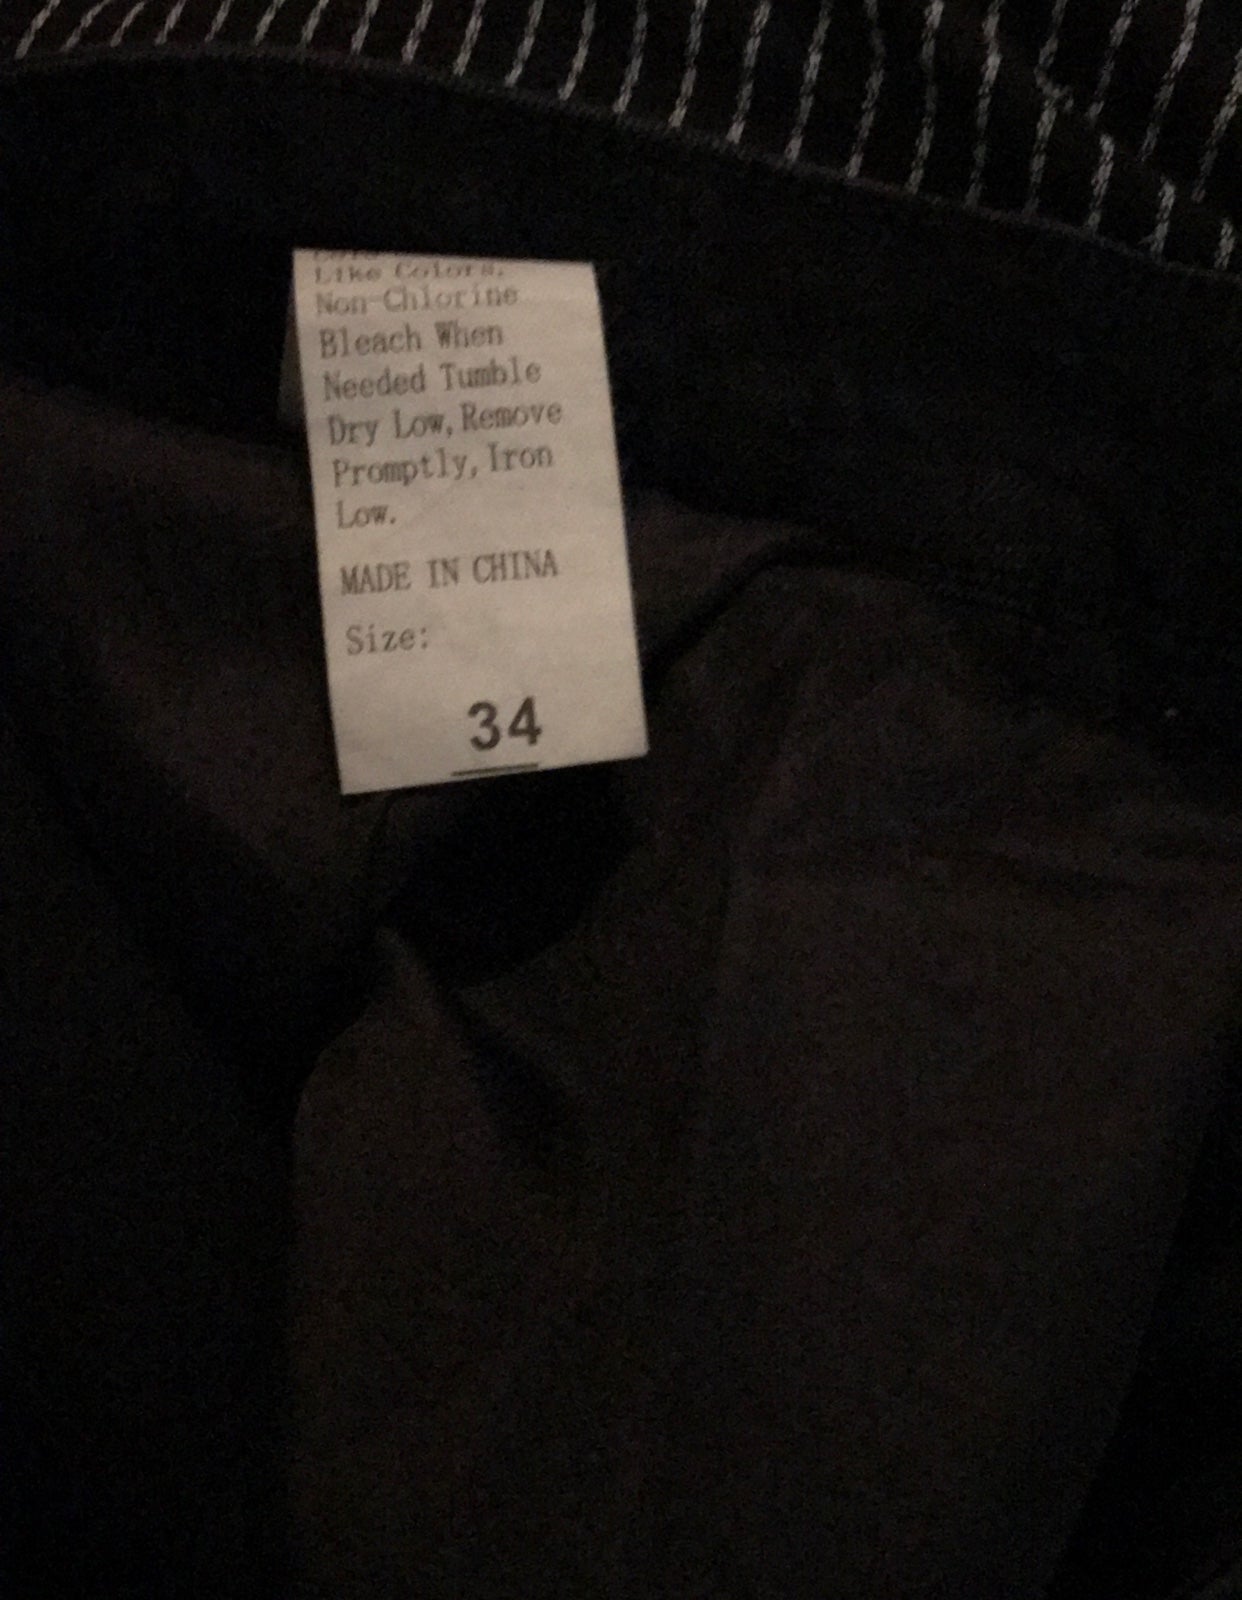 Like Colors.
Non-Chlorine
Bleach When
Needed Tumble
Dry Low, Remove
Promptly, Iron
Low.
MADE IN CHINA
Size:
34